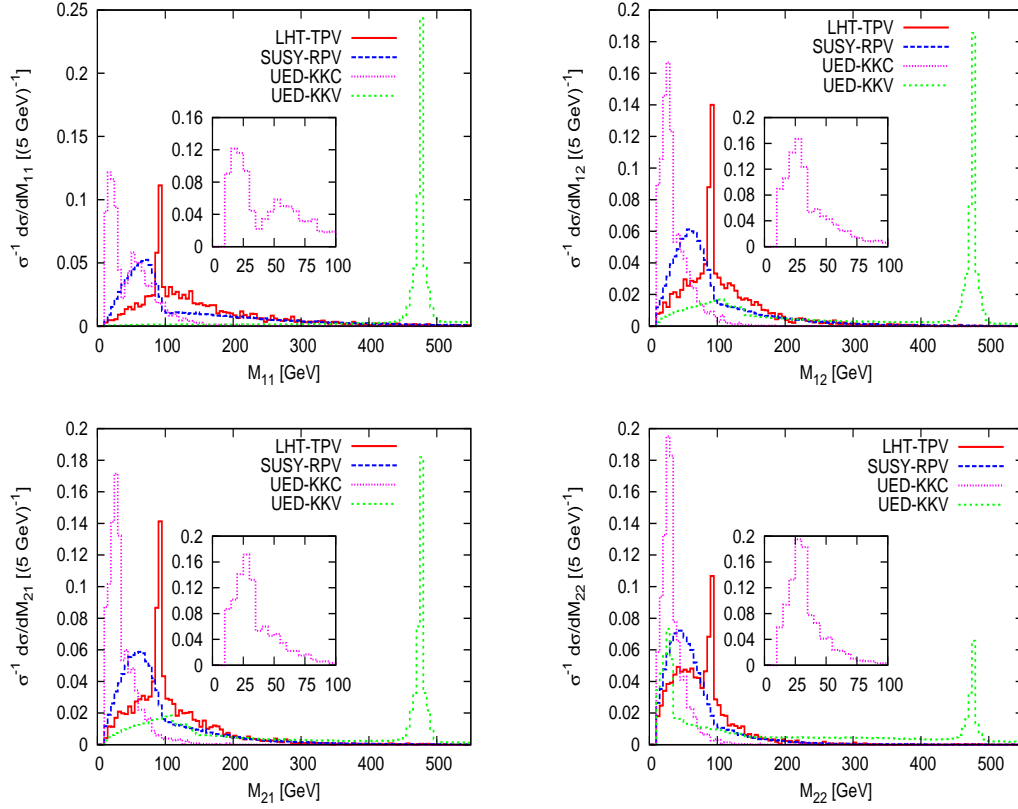 0.25
0.2
0.15
0.1
0.05
0
σ⁻¹ dσ/dM₁₁ [(5 GeV)⁻¹]
LHT-TPV
SUSY-RPV
UED-KKC
UED-KKV
0.16
0.12
0.08
0.04
0
0 25 50 75 100
0 100 200 300 400 500
M₁₁ [GeV]
0.2
0.18
0.16
0.14
0.12
0.1
0.08
0.06
0.04
0.02
0
σ⁻¹ dσ/dM₁₂ [(5 GeV)⁻¹]
LHT-TPV
SUSY-RPV
UED-KKC
UED-KKV
0.2
0.16
0.12
0.08
0.04
0
0 25 50 75 100
0 100 200 300 400 500
M₁₂ [GeV]
0.2
0.18
0.16
0.14
0.12
0.1
0.08
0.06
0.04
0.02
0
σ⁻¹ dσ/dM₂₁ [(5 GeV)⁻¹]
LHT-TPV
SUSY-RPV
UED-KKC
UED-KKV
0.2
0.16
0.12
0.08
0.04
0
0 25 50 75 100
0 100 200 300 400 500
M₂₁ [GeV]
0.2
0.18
0.16
0.14
0.12
0.1
0.08
0.06
0.04
0.02
0
σ⁻¹ dσ/dM₂₂ [(5 GeV)⁻¹]
LHT-TPV
SUSY-RPV
UED-KKC
UED-KKV
0.2
0.16
0.12
0.08
0.04
0
0 25 50 75 100
0 100 200 300 400 500
M₂₂ [GeV]